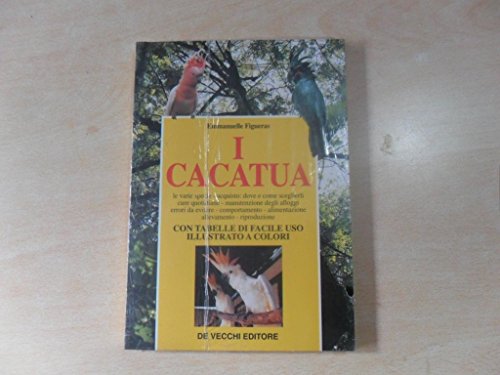 Emmanuelle Figueras
I
CACATUA
le varie specie - acquisto: dove e come sceglierli
cure quotidiane - manutenzione degli alloggi
errori da evitare - comportamento - alimentazione
allevamento - riproduzione
CON TABELLE DI FACILE USO
ILLUSTRATO A COLORI
DE VECCHI EDITORE